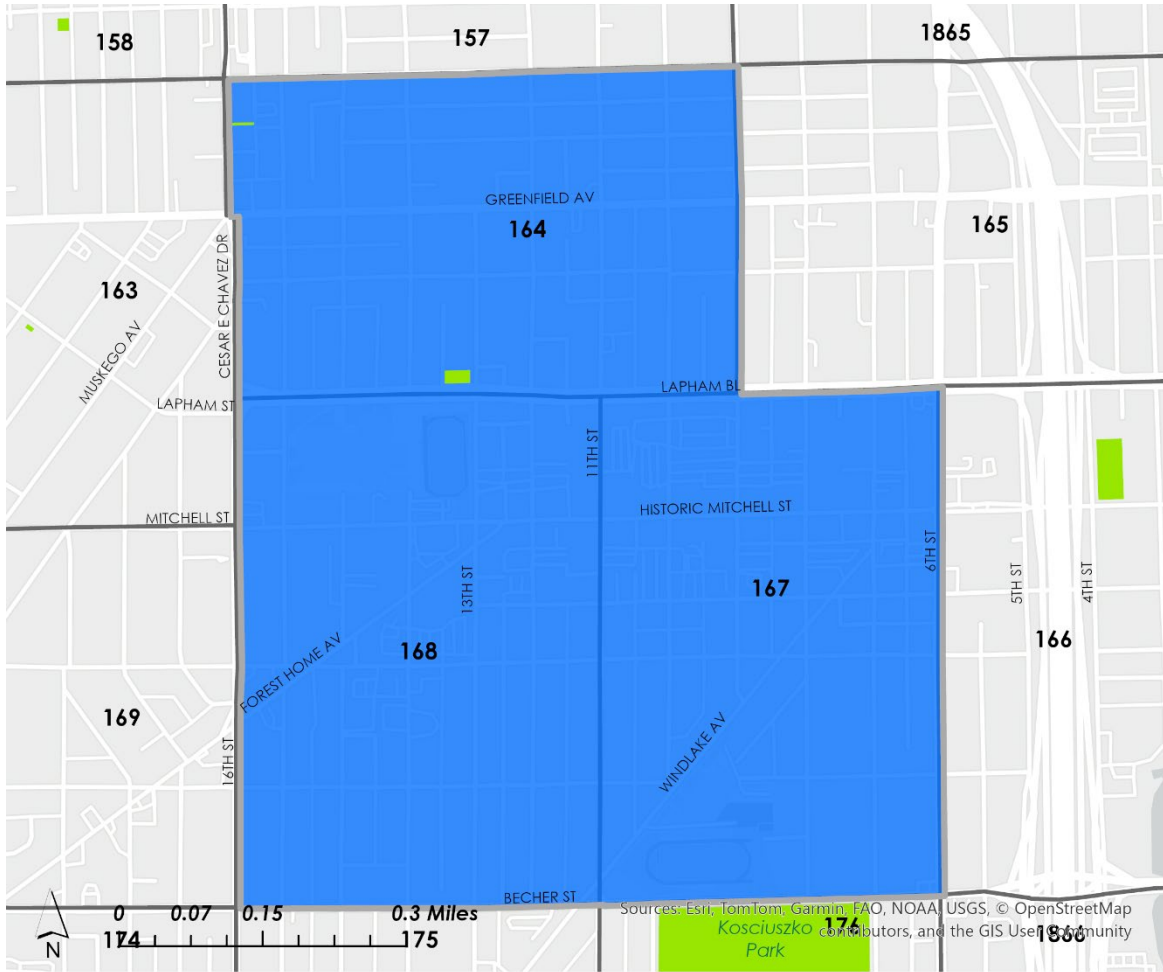 158
157
1865
GREENFIELD AV
164
165
163
CESAR E CHAVEZ DR
MUSKEGO AV
LAPHAM ST
LAPHAM BL
11TH ST
MITCHELL ST
HISTORIC MITCHELL ST
6TH ST
13TH ST
5TH ST
4TH ST
167
168
166
FOREST HOME AV
169
16TH ST
WINDLAKE AV
BECHER ST
0 0.07 0.15 0.3 Miles
Sources: Esri, TomTom, Garmin, FAO, NOAA, USGS, © OpenStreetMap
contributors, and the GIS User Community
N
174
175
Kosciuszko
Park
176
1866